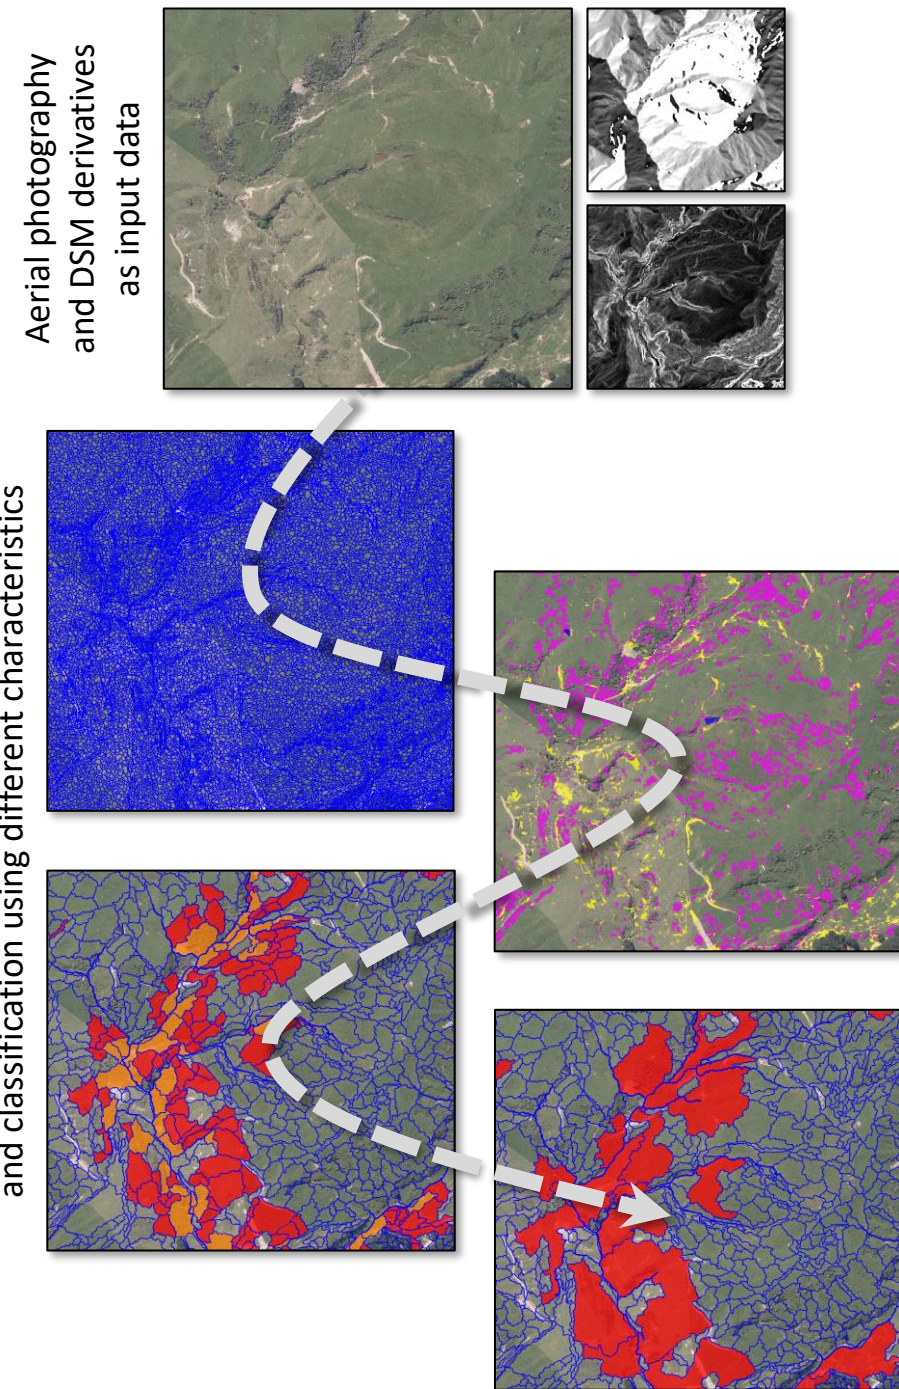 Aerial photography
and DSM derivatives
as input data
and classification using different characteristics